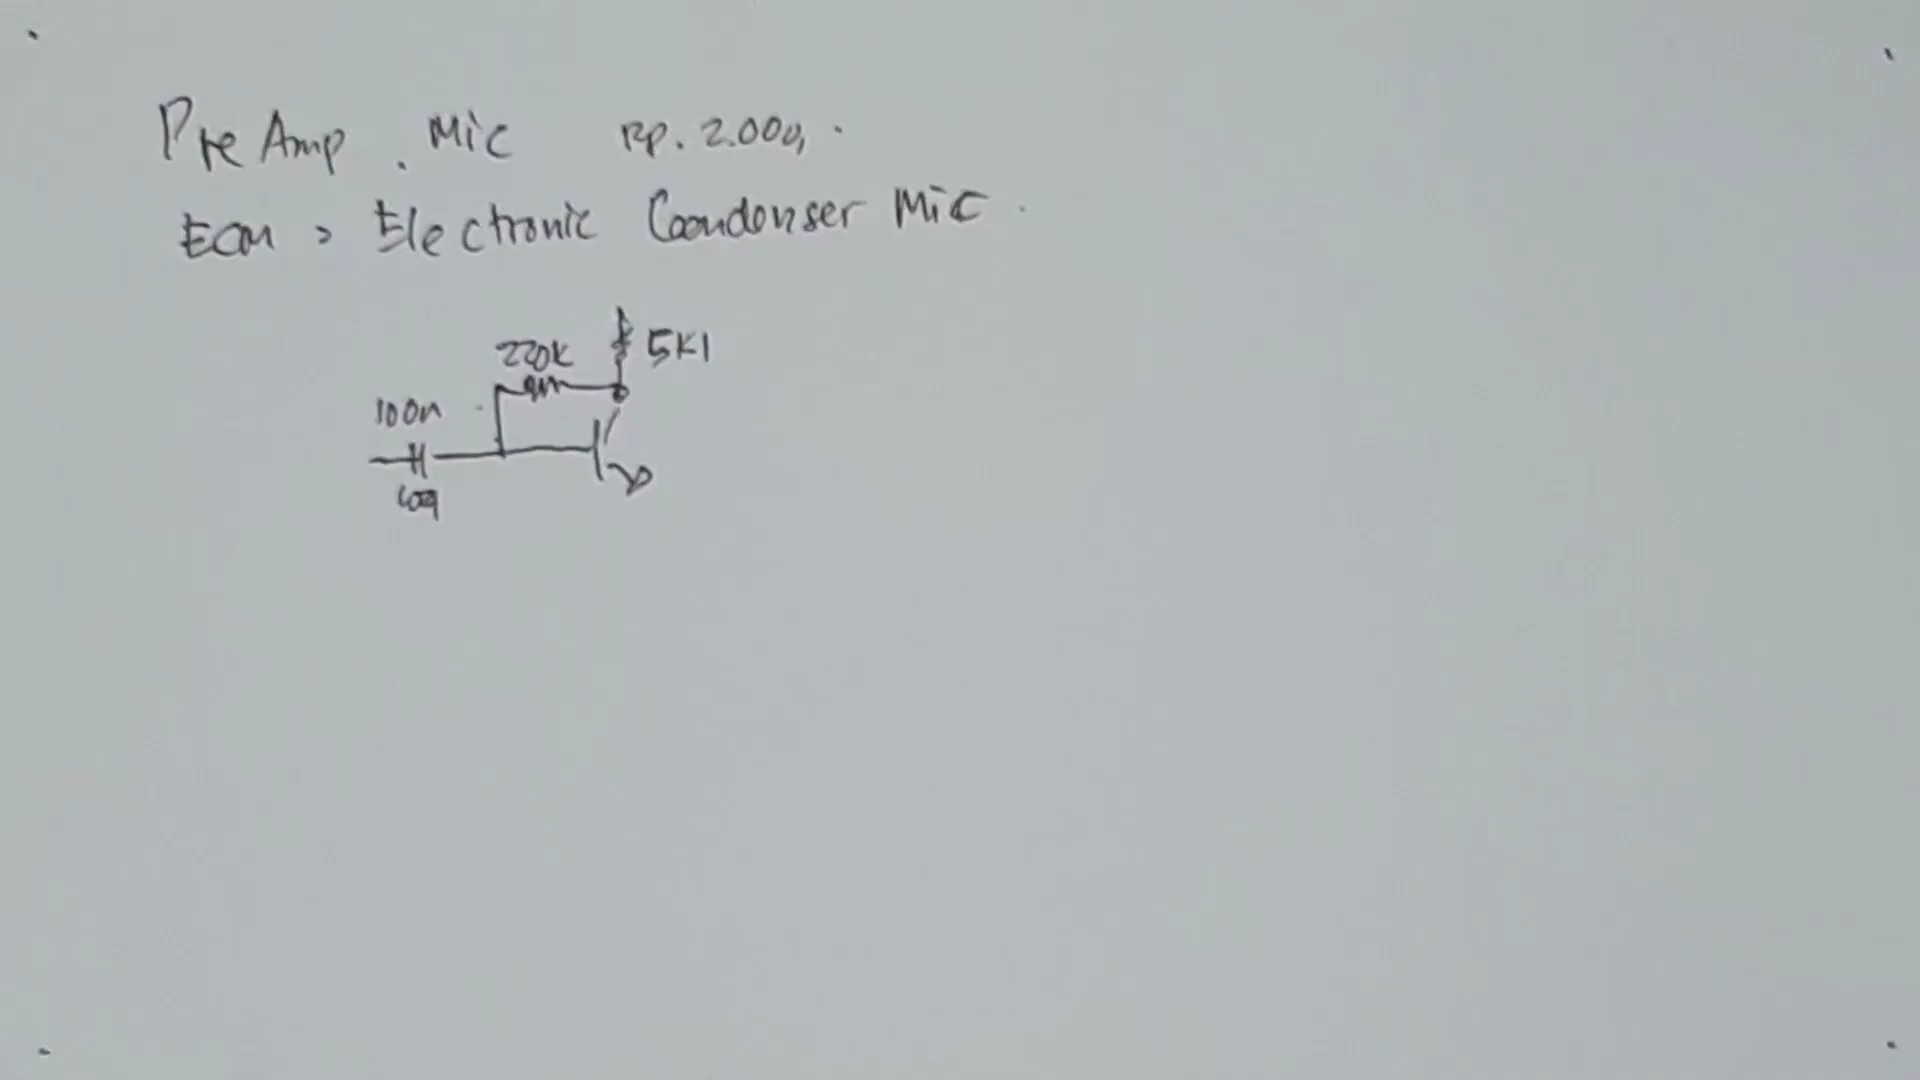 Pre Amp . Mic Rp. 2.000, -
ECM > Electronic Coondenser Mic .
220K 5K1
100n